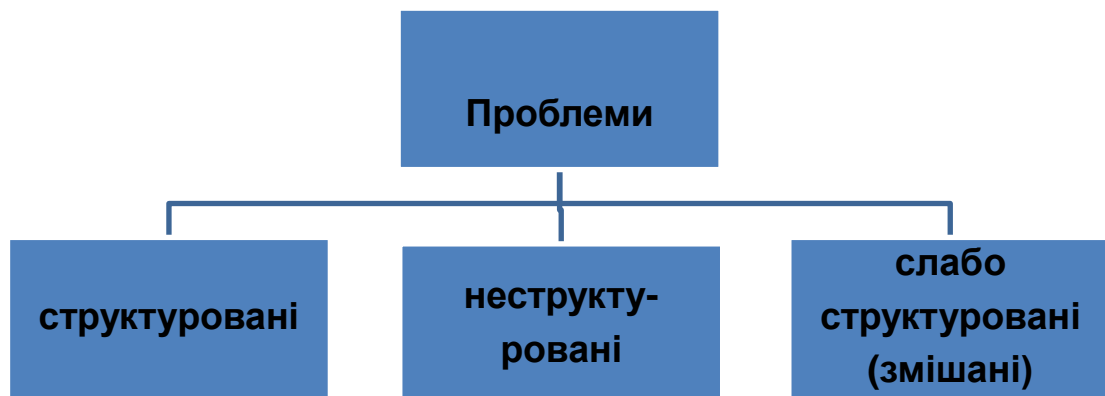 Проблеми
структуровані
неструкту-
ровані
слабо
структуровані
(змішані)